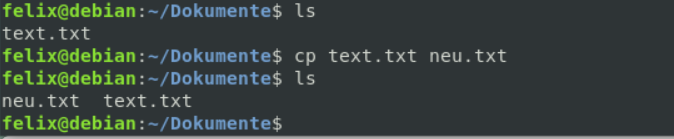 felix@debian:~/Dokumente$ ls
text.txt
felix@debian:~/Dokumente$ cp text.txt neu.txt
felix@debian:~/Dokumente$ ls
neu.txt  text.txt
felix@debian:~/Dokumente$